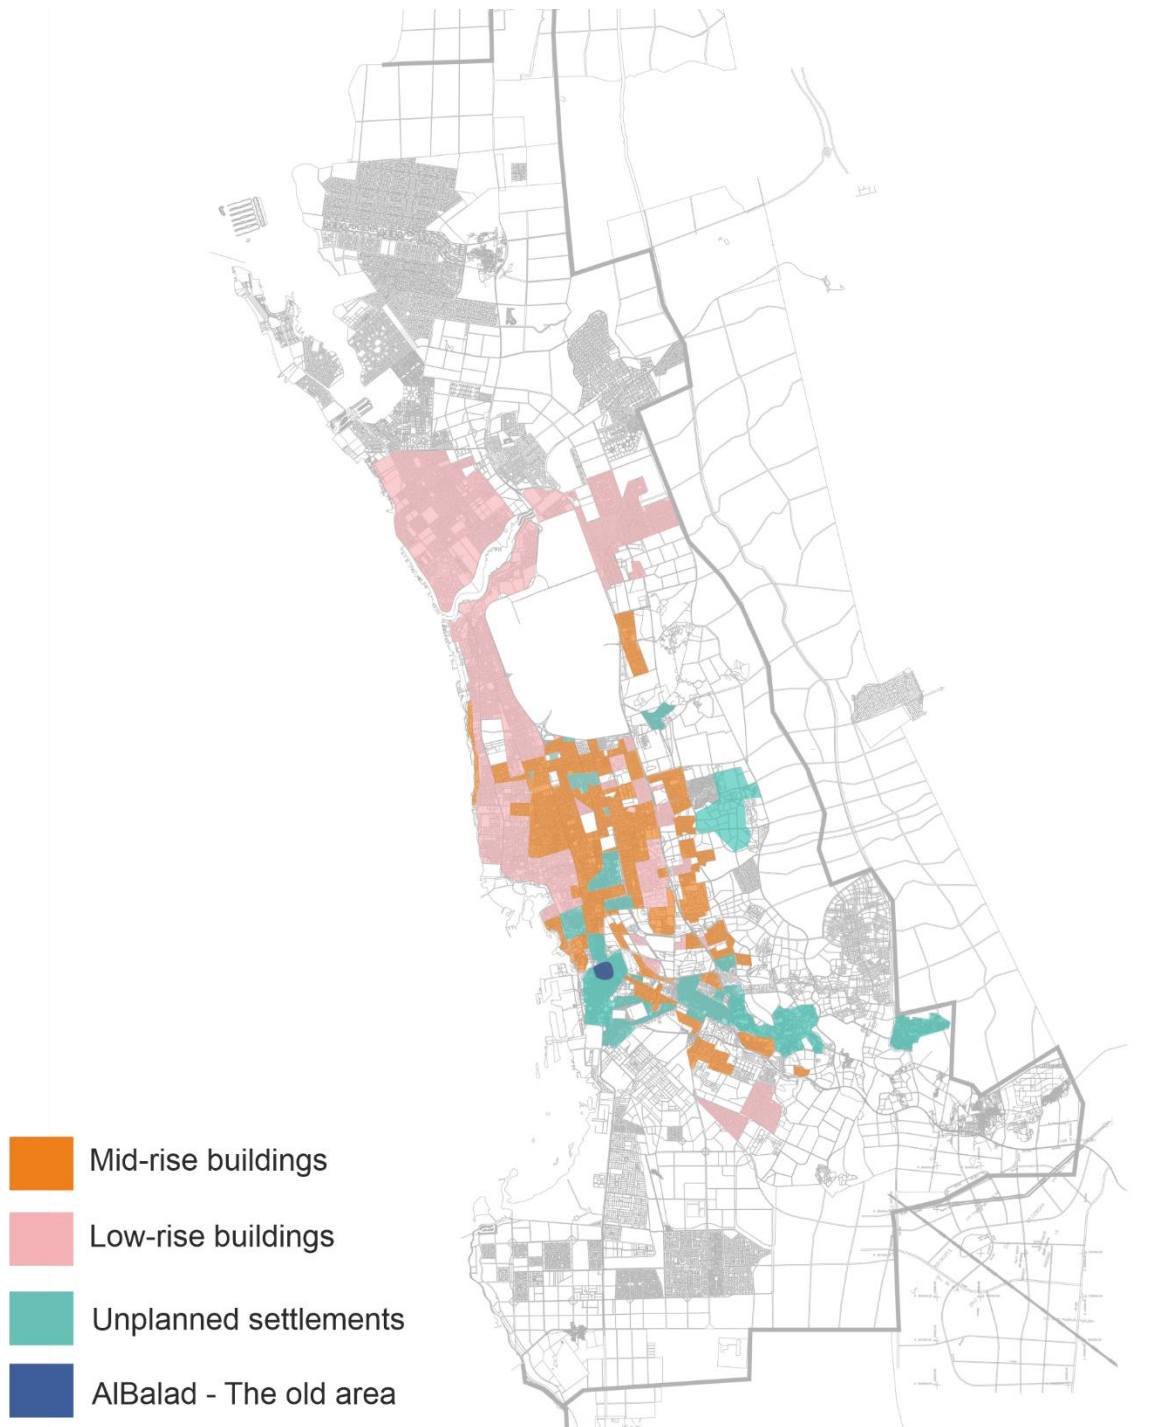 Mid-rise buildings
Low-rise buildings
Unplanned settlements
AlBalad - The old area